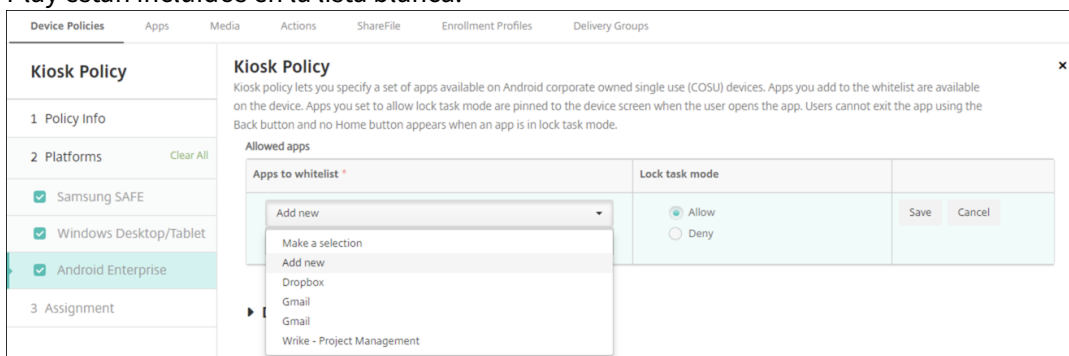 Play están incluidos en la lista blanca.
Device Policies Apps Media Actions ShareFile Enrollment Profiles Delivery Groups
Kiosk Policy
1 Policy Info
2 Platforms Clear All
Samsung SAFE
Windows Desktop/Tablet
Android Enterprise
3 Assignment
Kiosk Policy
Kiosk policy lets you specify a set of apps available on Android corporate owned single use (COSU) devices. Apps you add to the whitelist are available
on the device. Apps you set to allow lock task mode are pinned to the device screen when the user opens the app. Users cannot exit the app using the
Back button and no Home button appears when an app is in lock task mode.
Allowed apps
Apps to whitelist * Lock task mode
Add new Allow Save Cancel
Deny
Make a selection
Add new
Dropbox
Gmail
Gmail
Wrike - Project Management